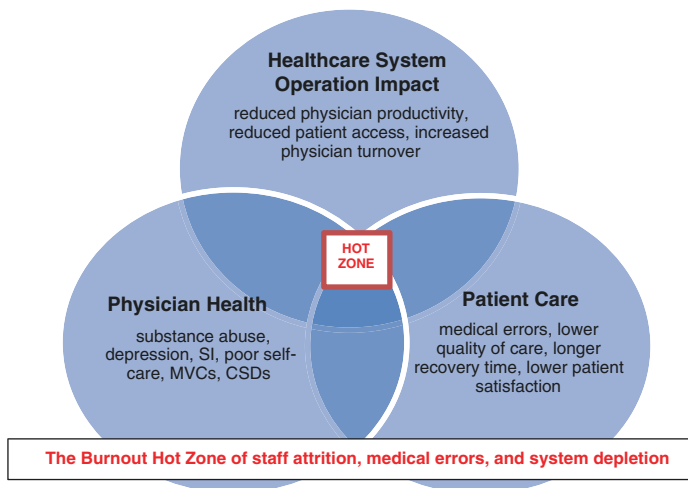 Healthcare System
Operation Impact
reduced physician productivity,
reduced patient access, increased
physician turnover
HOT
ZONE
Physician Health
substance abuse,
depression, SI, poor self-
care, MVCs, CSDs
Patient Care
medical errors, lower
quality of care, longer
recovery time, lower patient
satisfaction
The Burnout Hot Zone of staff attrition, medical errors, and system depletion